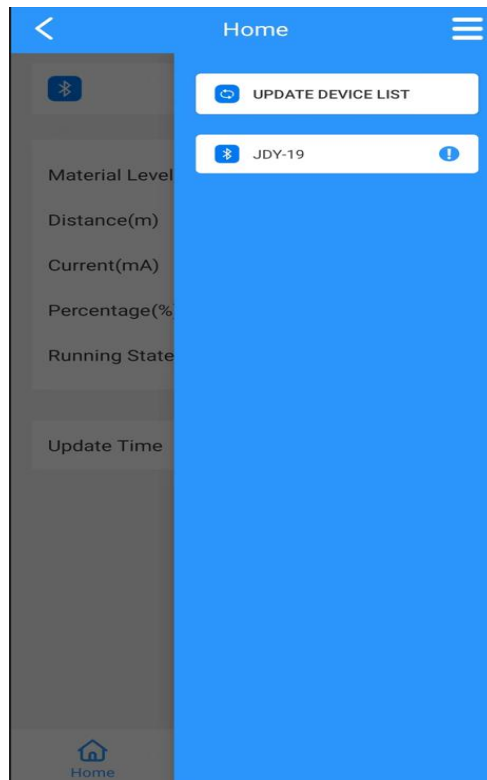 Home
UPDATE DEVICE LIST
JDY-19
Material Level
Distance(m)
Current(mA)
Percentage(%
Running State
Update Time
Home